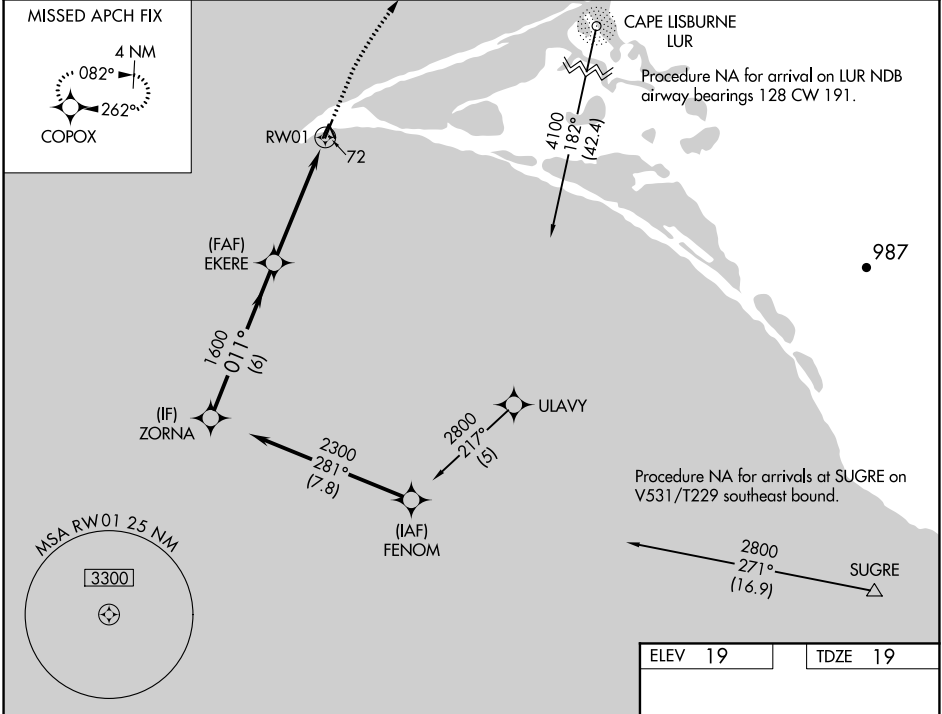 MISSED APCH FIX
4 NM
082°
262°
COPOX
CAPE LISBURNE
LUR
Procedure NA for arrival on LUR NDB
airway bearings 128 CW 191.
4100
182°
(42.4)
RW01
72
987
(FAF)
EKERE
1600
011°
(6)
(IF)
ZORNA
ULAVY
2800
217°
(5)
2300
281°
(7.8)
(IAF)
FENOM
Procedure NA for arrivals at SUGRE on
V531/T229 southeast bound.
2800
271°
(16.9)
SUGRE
MSA RW01 25 NM
3300
ELEV 19
TDZE 19